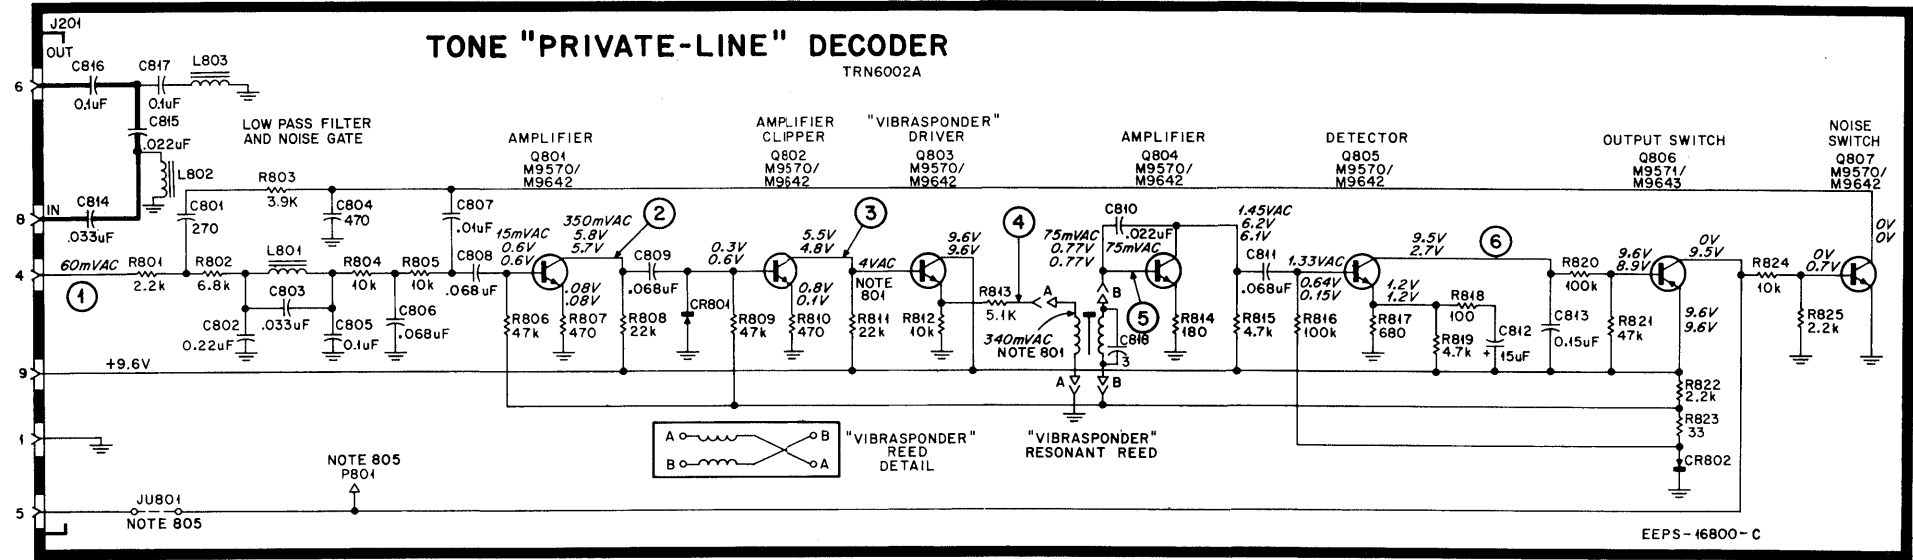 TONE "PRIVATE-LINE" DECODER
TRN6002A
J201
OUT
6
C816
0.1uF
C817
0.1uF
L803
C815
.022uF
L802
IN
8
C814
.033uF
LOW PASS FILTER
AND NOISE GATE
R803
3.9K
C801
270
C804
470
C807
.01uF
4
60mVAC
1
R801
2.2k
R802
6.8k
L801
C803
.033uF
C802
0.22uF
C805
0.1uF
R804
10k
R805
10k
C806
.068uF
C808
.068uF
AMPLIFIER
Q801
M9570/
M9642
15mVAC
0.6V
0.6V
350mVAC
5.8V
5.7V
2
.08V
.08V
R806
47k
R807
470
R808
22k
C809
.068uF
CR801
AMPLIFIER
CLIPPER
Q802
M9570/
M9642
0.3V
0.6V
5.5V
4.8V
3
0.8V
0.1V
R809
47k
R810
470
R811
22k
"VIBRASPONDER"
DRIVER
Q803
M9570/
M9642
4VAC
NOTE
801
9.6V
9.6V
R812
10k
R813
5.1K
4
A
340mVAC
NOTE 801
B
C818
3
A
B
75mVAC
0.77V
0.77V
75mVAC
5
C810
.022uF
AMPLIFIER
Q804
M9570/
M9642
1.45VAC
6.2V
6.1V
R814
180
R815
4.7k
C811
.068uF
DETECTOR
Q805
M9570/
M9642
1.33VAC
0.64V
0.15V
9.5V
2.7V
6
1.2V
1.2V
R816
100k
R817
680
R818
100
R819
4.7k
C812
+
15uF
C813
0.15uF
R820
100k
R821
47k
OUTPUT SWITCH
Q806
M9571/
M9643
9.6V
8.9V
0V
9.5V
9.6V
9.6V
R822
2.2k
R823
33
CR802
R824
10k
0V
0.7V
R825
2.2k
NOISE
SWITCH
Q807
M9570/
M9642
0V
0V
9
+9.6V
1
A
B
B
A
"VIBRASPONDER"
REED
DETAIL
"VIBRASPONDER"
RESONANT REED
NOTE 805
P801
5
JU801
NOTE 805
EEPS-16800-C